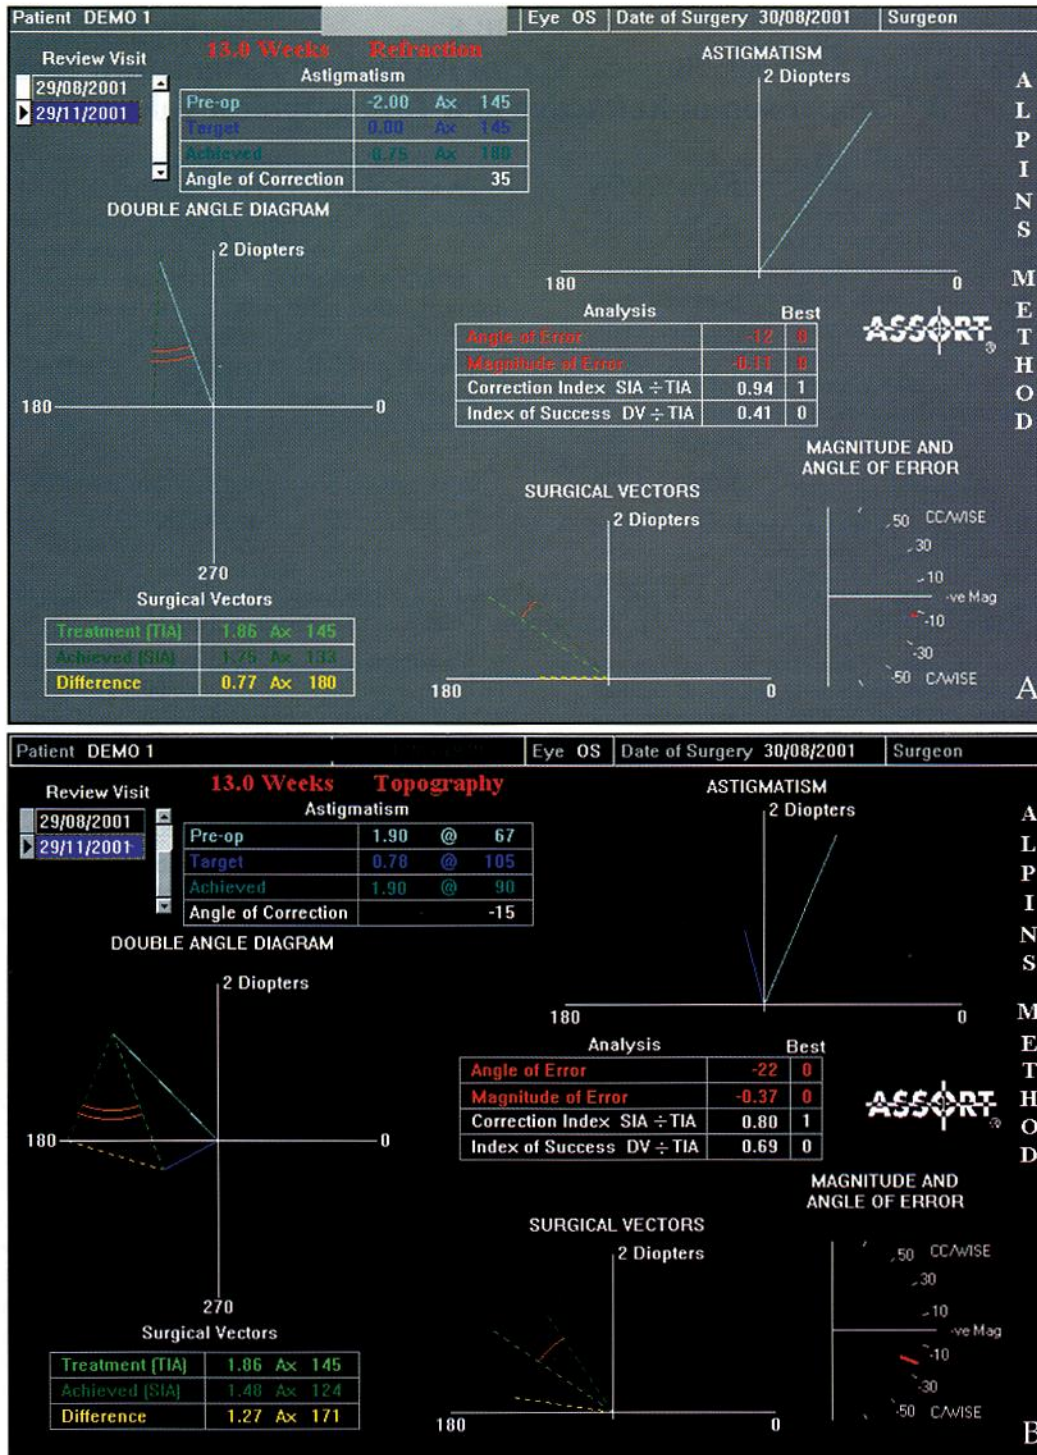 Patient DEMO 1 Eye OS Date of Surgery 30/08/2001 Surgeon
13.0 Weeks Refraction
Review Visit
29/08/2001
29/11/2001
Astigmatism
Pre-op -2.00 Ax 145
Target 0.00 Ax 145
Achieved -0.75 Ax 180
Angle of Correction 35
ASTIGMATISM
2 Diopters
180 0
ALPINS METHOD
DOUBLE ANGLE DIAGRAM
2 Diopters
180 0
270
Analysis Best
Angle of Error -12 0
Magnitude of Error -0.11 0
Correction Index SIA ÷ TIA 0.94 1
Index of Success DV ÷ TIA 0.41 0
ASSORT®
Surgical Vectors
Treatment (TIA) 1.86 Ax 145
Achieved (SIA) 1.75 Ax 133
Difference 0.77 Ax 180
SURGICAL VECTORS
2 Diopters
180 0
MAGNITUDE AND
ANGLE OF ERROR
50 CC/WISE
30
10
-ve Mag
-10
-30
-50 C/WISE
A
Patient DEMO 1 Eye OS Date of Surgery 30/08/2001 Surgeon
13.0 Weeks Topography
Review Visit
29/08/2001
29/11/2001
Astigmatism
Pre-op 1.90 @ 67
Target 0.78 @ 105
Achieved 1.90 @ 90
Angle of Correction -15
ASTIGMATISM
2 Diopters
180 0
ALPINS METHOD
DOUBLE ANGLE DIAGRAM
2 Diopters
180 0
270
Analysis Best
Angle of Error -22 0
Magnitude of Error -0.37 0
Correction Index SIA ÷ TIA 0.80 1
Index of Success DV ÷ TIA 0.69 0
ASSORT®
Surgical Vectors
Treatment (TIA) 1.86 Ax 145
Achieved (SIA) 1.48 Ax 124
Difference 1.27 Ax 171
SURGICAL VECTORS
2 Diopters
180 0
MAGNITUDE AND
ANGLE OF ERROR
50 CC/WISE
30
10
-ve Mag
-10
-30
-50 C/WISE
B